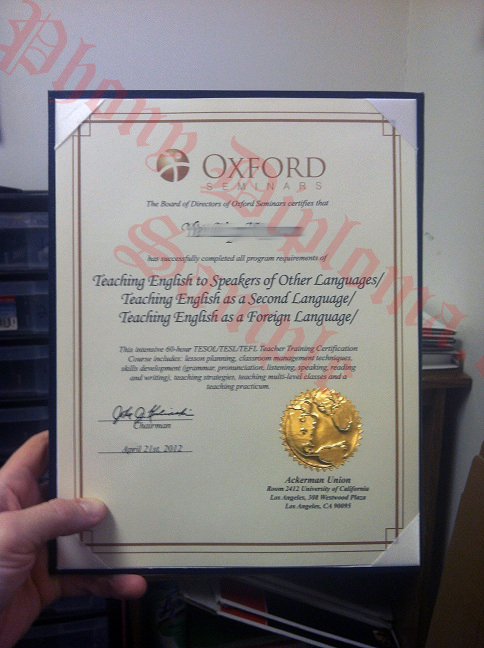 OXFORD
SEMINARS
The Board of Directors of Oxford Seminars certifies that
has successfully completed all program requirements of
Teaching English to Speakers of Other Languages/
Teaching English as a Second Language/
Teaching English as a Foreign Language/
This intensive 60-hour TESOL/TESL/TEFL Teacher Training Certification
Course includes: lesson planning, classroom management techniques,
skills development (grammar, pronunciation, listening, speaking, reading
and writing), teaching strategies, teaching multi-level classes and a
teaching practicum.
Chairman
April 21st, 2012
Ackerman Union
Room 2412 University of California
Los Angeles, 308 Westwood Plaza
Los Angeles, CA 90095
Phony Diploma.
Sample